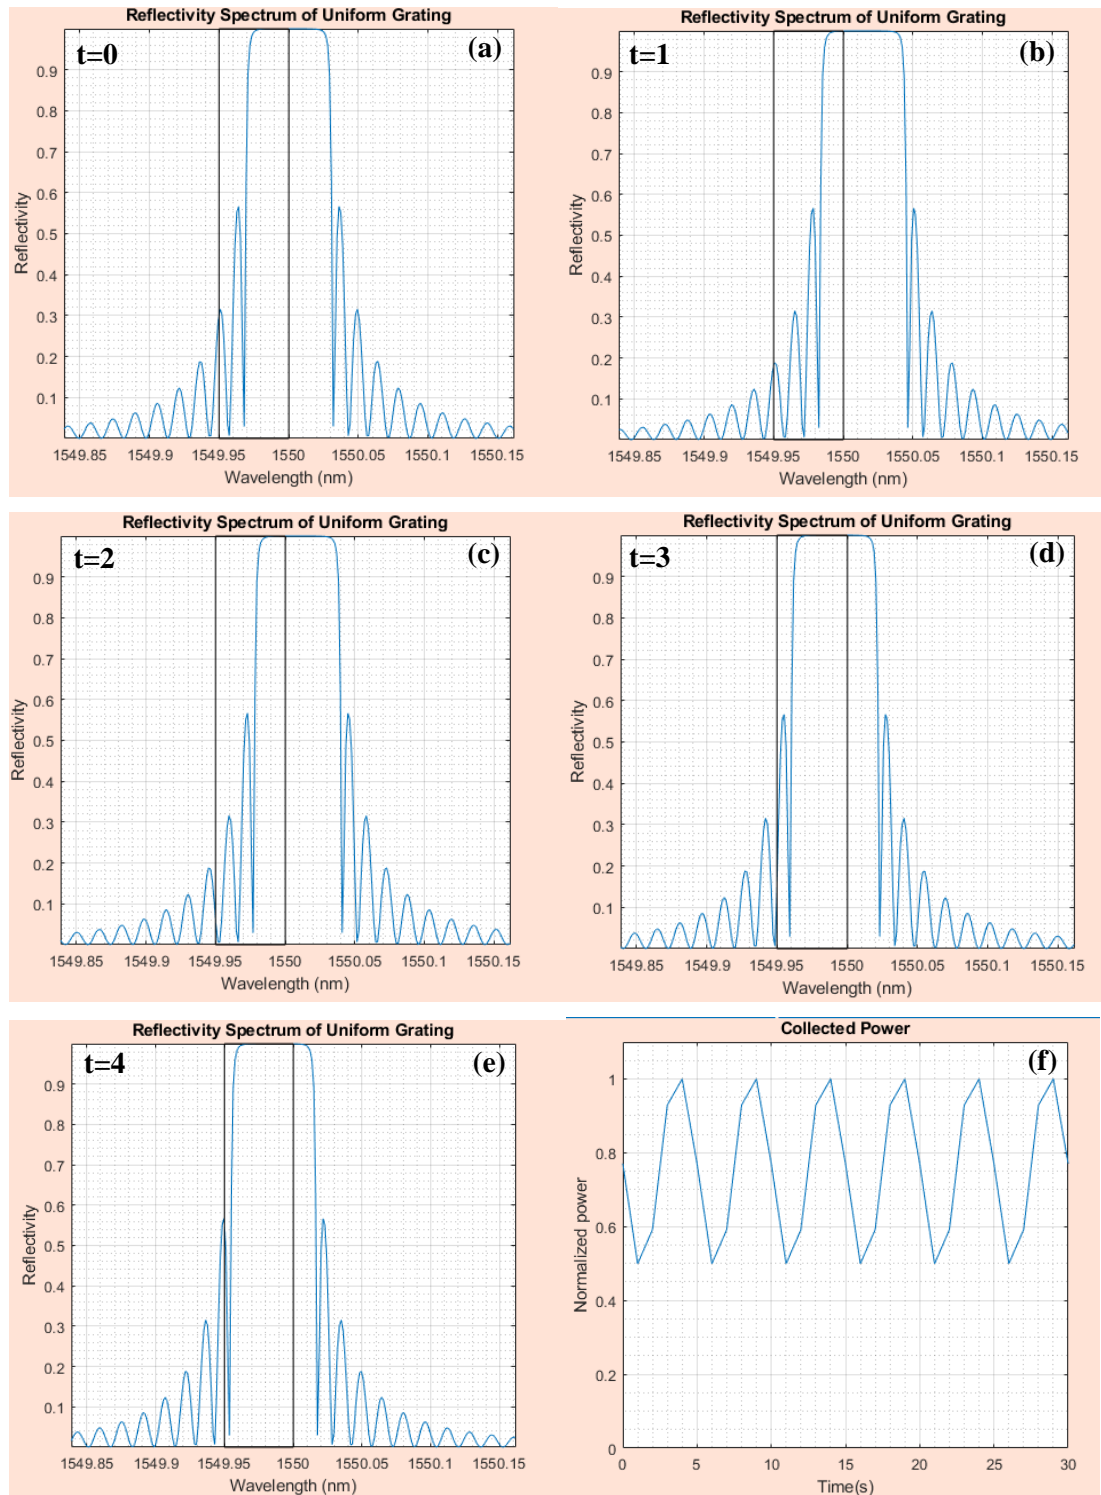 Reflectivity Spectrum of Uniform Grating
t=0
(a)
0.9
0.8
0.7
0.6
0.5
0.4
0.3
0.2
0.1
Reflectivity
1549.85 1549.9 1549.95 1550 1550.05 1550.1 1550.15
Wavelength (nm)
Reflectivity Spectrum of Uniform Grating
t=1
(b)
0.9
0.8
0.7
0.6
0.5
0.4
0.3
0.2
0.1
Reflectivity
1549.85 1549.9 1549.95 1550 1550.05 1550.1 1550.15
Wavelength (nm)
Reflectivity Spectrum of Uniform Grating
t=2
(c)
0.9
0.8
0.7
0.6
0.5
0.4
0.3
0.2
0.1
Reflectivity
1549.85 1549.9 1549.95 1550 1550.05 1550.1 1550.15
Wavelength (nm)
Reflectivity Spectrum of Uniform Grating
t=3
(d)
0.9
0.8
0.7
0.6
0.5
0.4
0.3
0.2
0.1
Reflectivity
1549.85 1549.9 1549.95 1550 1550.05 1550.1 1550.15
Wavelength (nm)
Reflectivity Spectrum of Uniform Grating
t=4
(e)
0.9
0.8
0.7
0.6
0.5
0.4
0.3
0.2
0.1
Reflectivity
1549.85 1549.9 1549.95 1550 1550.05 1550.1 1550.15
Wavelength (nm)
Collected Power
(f)
1
0.8
0.6
0.4
0.2
0
Normalized power
0 5 10 15 20 25 30
Time(s)